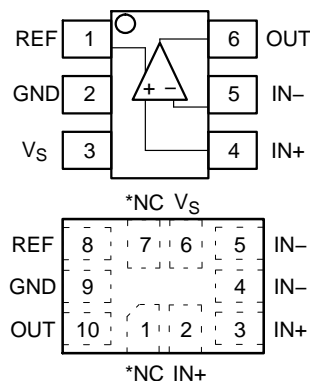 REF 1 6 OUT
+ −
GND 2 5 IN−
VS 3 4 IN+
*NC VS
REF 8 7 6 5 IN−
GND 9 4 IN−
OUT 10 1 2 3 IN+
*NC IN+